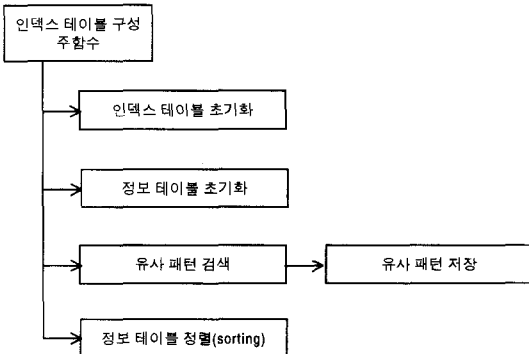 인덱스 테이블 구성
주함수
인덱스 테이블 초기화
정보 테이블 초기화
유사 패턴 검색
유사 패턴 저장
정보 테이블 정렬(sorting)